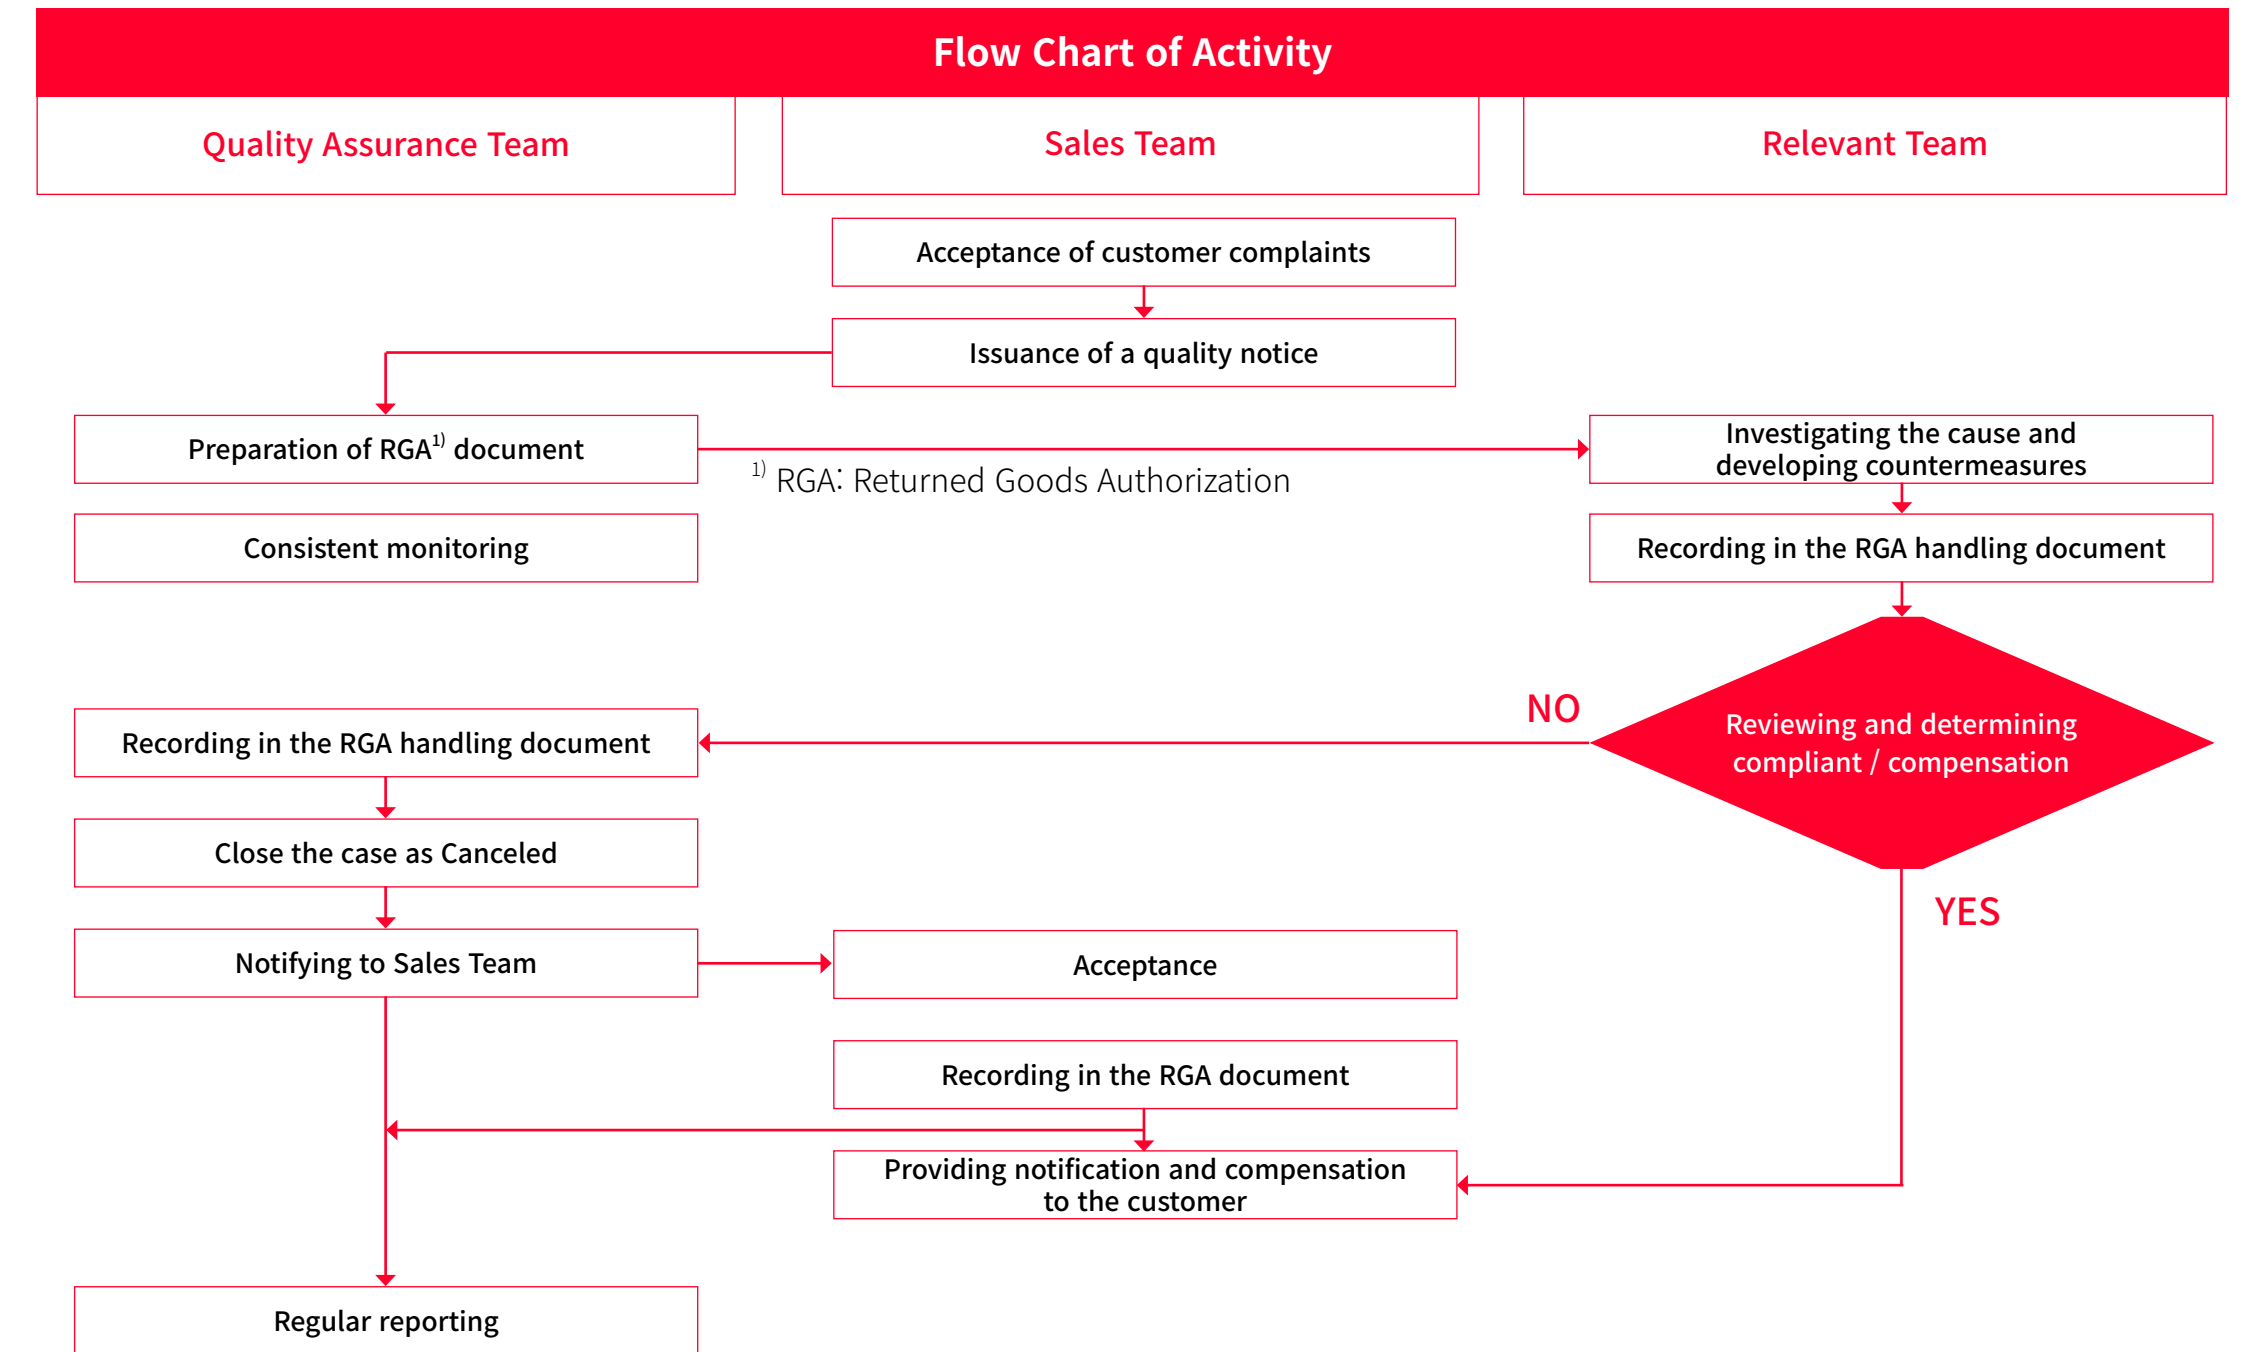 Flow Chart of Activity
Quality Assurance Team
Sales Team
Relevant Team
Acceptance of customer complaints
Issuance of a quality notice
Preparation of RGA¹⁾ document
Investigating the cause and
developing countermeasures
¹⁾ RGA: Returned Goods Authorization
Consistent monitoring
Recording in the RGA handling document
NO
Reviewing and determining
compliant / compensation
Recording in the RGA handling document
Close the case as Canceled
YES
Notifying to Sales Team
Acceptance
Recording in the RGA document
Providing notification and compensation
to the customer
Regular reporting